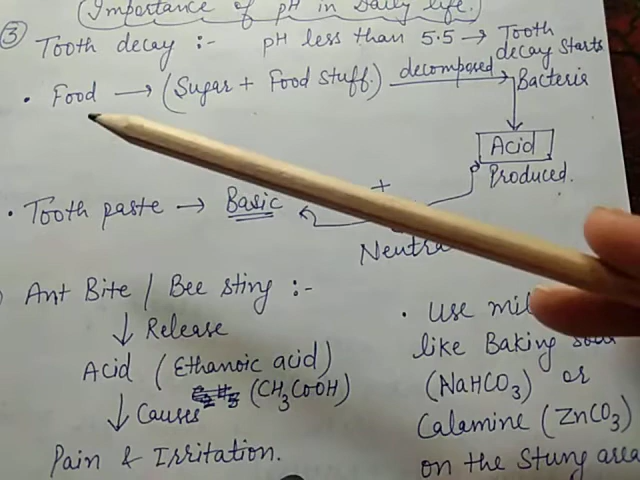 (Importance of pH in Daily life.)
③ Tooth decay :- pH less than 5.5 → Tooth decay starts
• Food → (Sugar + Food Stuff.) decomposed → Bacteria
Acid
Produced.
+
• Tooth paste → Basic
Ant Bite / Bee sting :-
↓ Release
Acid (Ethanoic acid)
(CH₃COOH)
↓ Causes
Pain & Irritation.
• Use
like Baking
(NaHCO₃) or
Calamine (ZnCO₃)
on the Stung area